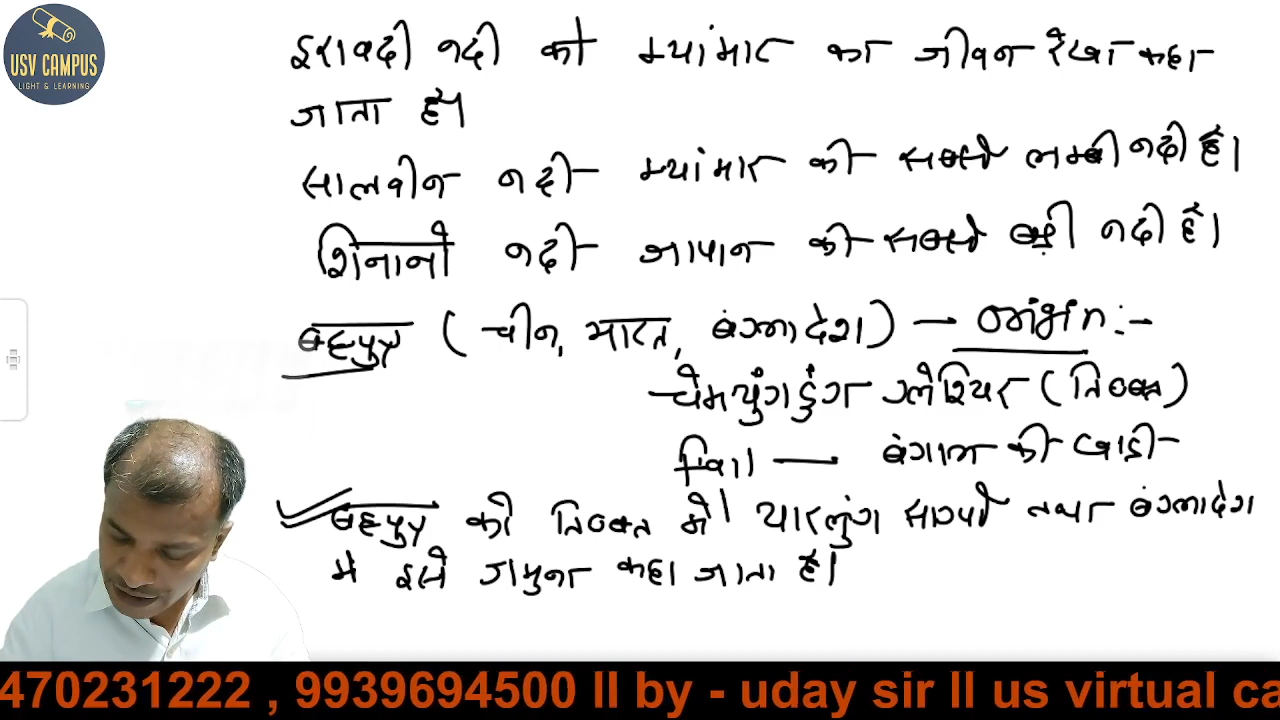 USV CAMPUS
LIGHT & LEARNING
इरावदी नदी को म्यांमार का जीवन रेखा कहा
जाता है।
सालवीन नदी म्यांमार की सबसे लम्बी नदी है।
शिनानो नदी जापान की सबसे बड़ी नदी है।
ब्रह्मपुत्र ( चीन, भारत, बंग्लादेश ) — Origin :-
चेमयुंगडुंग ग्लेशियर ( तिब्बत )
— बंगाल की खाड़ी
ब्रह्मपुत्र को तिब्बत में यारलुंग सांगपो तथा बंग्लादेश
मे इसे जमुना कहा जाता है।
470231222 , 9939694500 ll by - uday sir ll us virtual ca